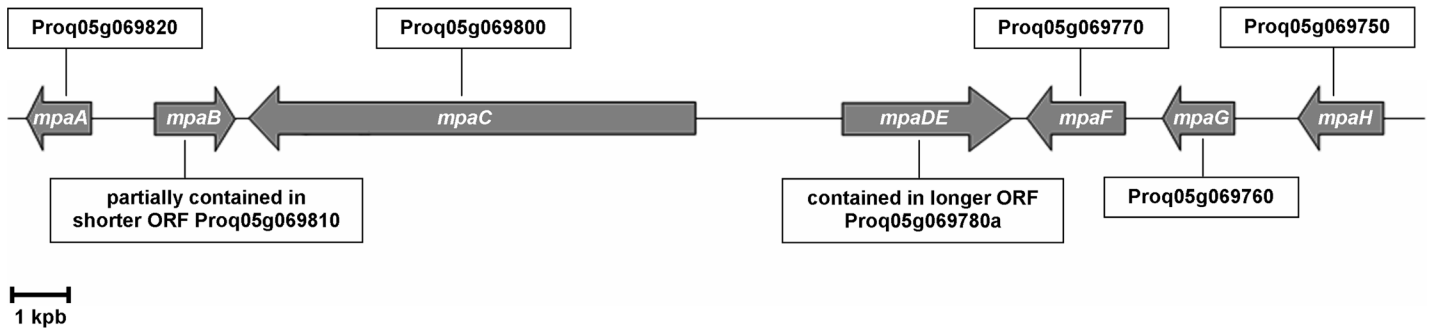 Proq05g069820
Proq05g069800
Proq05g069770
Proq05g069750
mpaA
mpaB
mpaC
mpaDE
mpaF
mpaG
mpaH
partially contained in
shorter ORF Proq05g069810
contained in longer ORF
Proq05g069780a
Proq05g069760
1 kpb